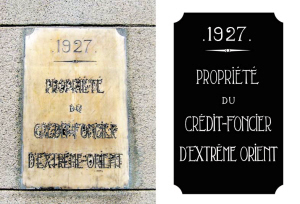 .1927.
PROPRIÉTÉ
DU
CRÉDIT-FONCIER
D'EXTRÊME-ORIENT
.1927.
PROPRIÉTÉ
DU
CRÉDIT-FONCIER
D'EXTRÊME ORIENT